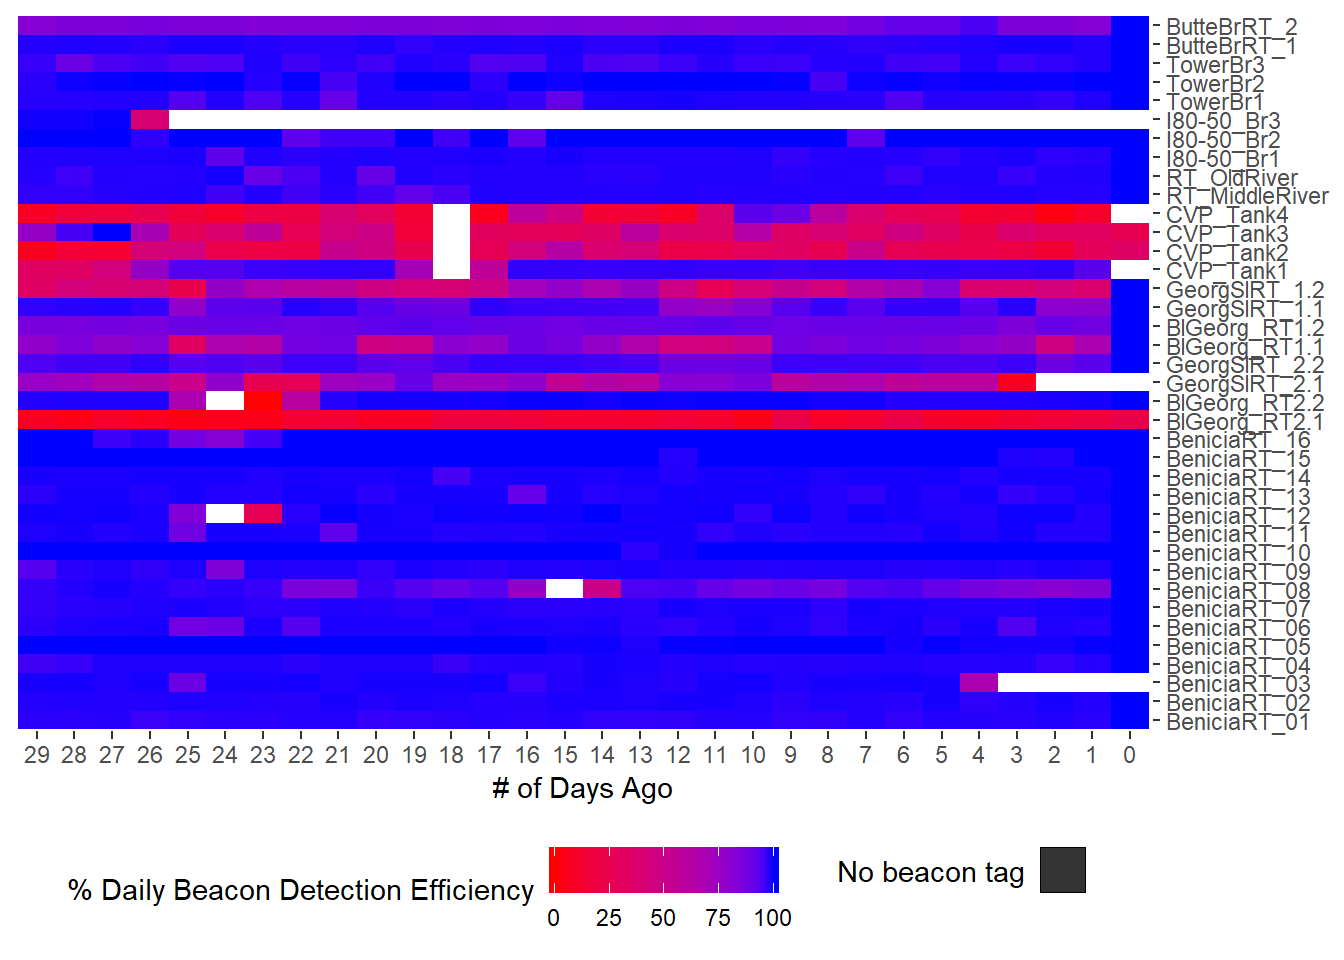 ButteBrRT_2
ButteBrRT_1
TowerBr3
TowerBr2
TowerBr1
I80-50_Br3
I80-50_Br2
I80-50_Br1
RT_OldRiver
RT_MiddleRiver
CVP_Tank4
CVP_Tank3
CVP_Tank2
CVP_Tank1
GeorgSlRT_1.2
GeorgSlRT_1.1
BlGeorg_RT1.2
BlGeorg_RT1.1
GeorgSlRT_2.2
GeorgSlRT_2.1
BlGeorg_RT2.2
BlGeorg_RT2.1
BeniciaRT_16
BeniciaRT_15
BeniciaRT_14
BeniciaRT_13
BeniciaRT_12
BeniciaRT_11
BeniciaRT_10
BeniciaRT_09
BeniciaRT_08
BeniciaRT_07
BeniciaRT_06
BeniciaRT_05
BeniciaRT_04
BeniciaRT_03
BeniciaRT_02
BeniciaRT_01
29 28 27 26 25 24 23 22 21 20 19 18 17 16 15 14 13 12 11 10 9 8 7 6 5 4 3 2 1 0
# of Days Ago
% Daily Beacon Detection Efficiency
0 25 50 75 100
No beacon tag